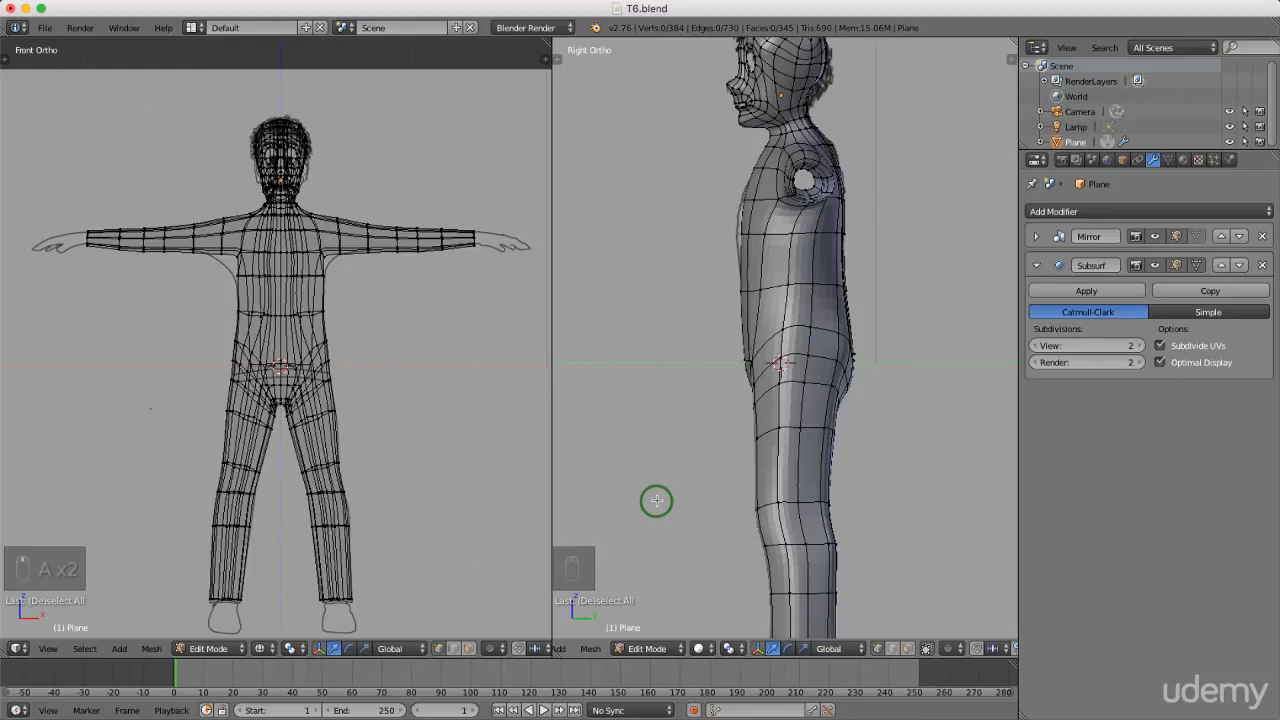 T6.blend
File Render Window Help Default Scene Blender Render v2.76 | Verts:0/384 | Edges:0/730 | Faces:0/345 | Tris:690 | Mem:15.06M | Plane
View Search All Scenes
Front Ortho
Right Ortho
Scene
RenderLayers
World
Camera
Lamp
Plane
Plane
Add Modifier
Mirror
Subsurf
Apply Copy
Catmull-Clark Simple
Subdivisions: Options:
View: 2 Subdivide UVs
Render: 2 Optimal Display
A x2
Last: (De)select All
Last: (De)select All
z
x
z
y
(1) Plane
(1) Plane
View Select Add Mesh Edit Mode Global
Add Mesh Edit Mode Global
-50 -40 -30 -20 -10 0 10 20 30 40 50 60 70 80 90 100 110 120 130 140 150 160 170 180 190 200 210 220 230 240 250 260 270 280
View Marker Frame Playback Start: 1 End: 250 1 No Sync
udemy